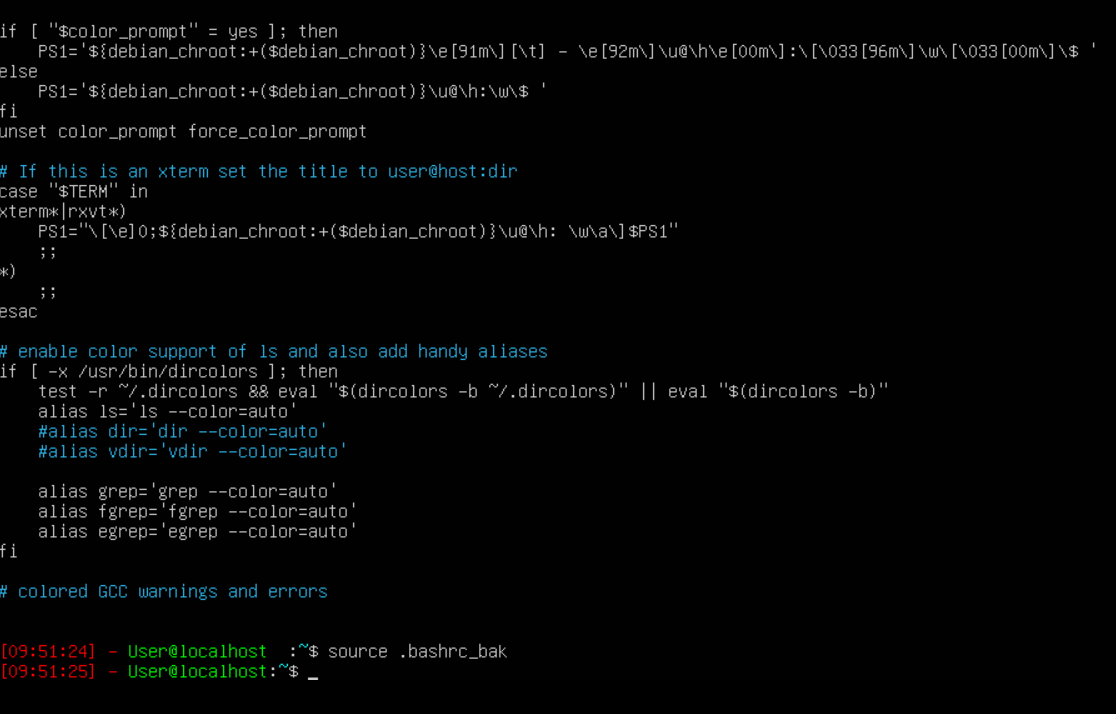 if [ "$color_prompt" = yes ]; then
    PS1='${debian_chroot:+($debian_chroot)}\e[91m\][\t] - \e[92m\]\u@\h\e[00m\]:\[\033[96m\]\w\[\033[00m\]\$ '
else
    PS1='${debian_chroot:+($debian_chroot)}\u@\h:\w\$ '
fi
unset color_prompt force_color_prompt

# If this is an xterm set the title to user@host:dir
case "$TERM" in
xterm*|rxvt*)
    PS1="\[\e]0;${debian_chroot:+($debian_chroot)}\u@\h: \w\a\]$PS1"
    ;;
*)
    ;;
esac

# enable color support of ls and also add handy aliases
if [ -x /usr/bin/dircolors ]; then
    test -r ~/.dircolors && eval "$(dircolors -b ~/.dircolors)" || eval "$(dircolors -b)"
    alias ls='ls --color=auto'
    #alias dir='dir --color=auto'
    #alias vdir='vdir --color=auto'

    alias grep='grep --color=auto'
    alias fgrep='fgrep --color=auto'
    alias egrep='egrep --color=auto'
fi

# colored GCC warnings and errors

[09:51:24] - User@localhost  :~$ source .bashrc_bak
[09:51:25] - User@localhost:~$ _